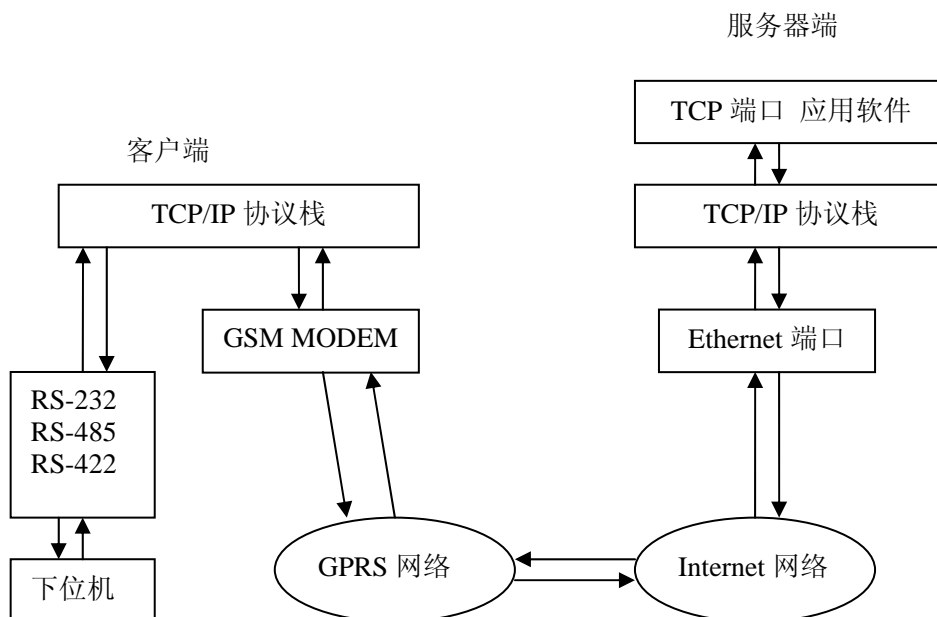 服务器端
TCP 端口 应用软件
客户端
TCP/IP 协议栈
TCP/IP 协议栈
GSM MODEM
Ethernet 端口
RS-232
RS-485
RS-422
GPRS 网络
Internet 网络
下位机